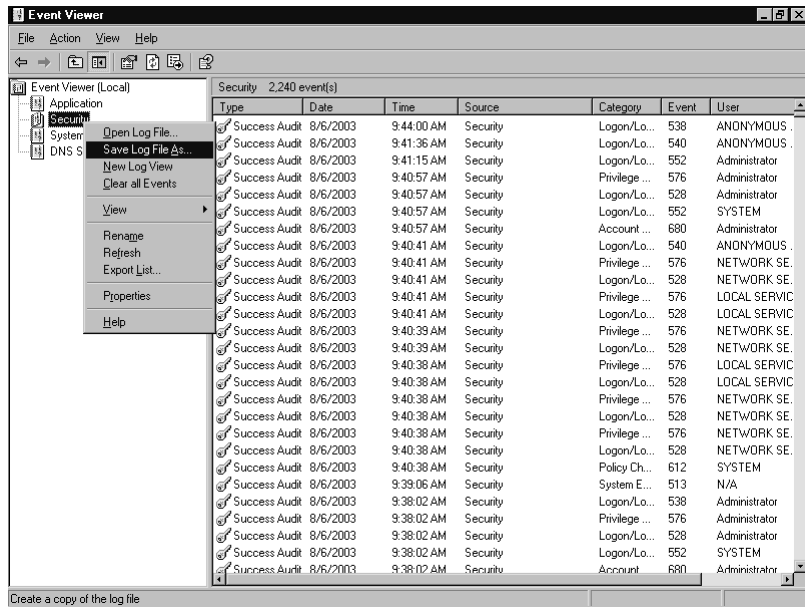 Event Viewer
File Action View Help
Event Viewer (Local)
Application
Security
System
DNS S
Open Log File...
Save Log File As...
New Log View
Clear all Events
View
Rename
Refresh
Export List...
Properties
Help
Security 2,240 event(s)
Type Date Time Source Category Event User
Success Audit 8/6/2003 9:44:00 AM Security Logon/Lo... 538 ANONYMOUS .
Success Audit 8/6/2003 9:41:36 AM Security Logon/Lo... 540 ANONYMOUS .
Success Audit 8/6/2003 9:41:15 AM Security Logon/Lo... 552 Administrator
Success Audit 8/6/2003 9:40:57 AM Security Privilege ... 576 Administrator
Success Audit 8/6/2003 9:40:57 AM Security Logon/Lo... 528 Administrator
Success Audit 8/6/2003 9:40:57 AM Security Logon/Lo... 552 SYSTEM
Success Audit 8/6/2003 9:40:57 AM Security Account ... 680 Administrator
Success Audit 8/6/2003 9:40:41 AM Security Logon/Lo... 540 ANONYMOUS .
Success Audit 8/6/2003 9:40:41 AM Security Privilege ... 576 NETWORK SE.
Success Audit 8/6/2003 9:40:41 AM Security Logon/Lo... 528 NETWORK SE.
Success Audit 8/6/2003 9:40:41 AM Security Privilege ... 576 LOCAL SERVIC
Success Audit 8/6/2003 9:40:41 AM Security Logon/Lo... 528 LOCAL SERVIC
Success Audit 8/6/2003 9:40:39 AM Security Privilege ... 576 NETWORK SE.
Success Audit 8/6/2003 9:40:39 AM Security Logon/Lo... 528 NETWORK SE.
Success Audit 8/6/2003 9:40:38 AM Security Privilege ... 576 LOCAL SERVIC
Success Audit 8/6/2003 9:40:38 AM Security Logon/Lo... 528 LOCAL SERVIC
Success Audit 8/6/2003 9:40:38 AM Security Privilege ... 576 NETWORK SE.
Success Audit 8/6/2003 9:40:38 AM Security Logon/Lo... 528 NETWORK SE.
Success Audit 8/6/2003 9:40:38 AM Security Privilege ... 576 NETWORK SE.
Success Audit 8/6/2003 9:40:38 AM Security Logon/Lo... 528 NETWORK SE.
Success Audit 8/6/2003 9:40:38 AM Security Policy Ch... 612 SYSTEM
Success Audit 8/6/2003 9:39:06 AM Security System E... 513 N/A
Success Audit 8/6/2003 9:38:02 AM Security Logon/Lo... 538 Administrator
Success Audit 8/6/2003 9:38:02 AM Security Privilege ... 576 Administrator
Success Audit 8/6/2003 9:38:02 AM Security Logon/Lo... 528 Administrator
Success Audit 8/6/2003 9:38:02 AM Security Logon/Lo... 552 SYSTEM
Success Audit 8/6/2003 9:38:02 AM Security Account ... 680 Administrator
Create a copy of the log file